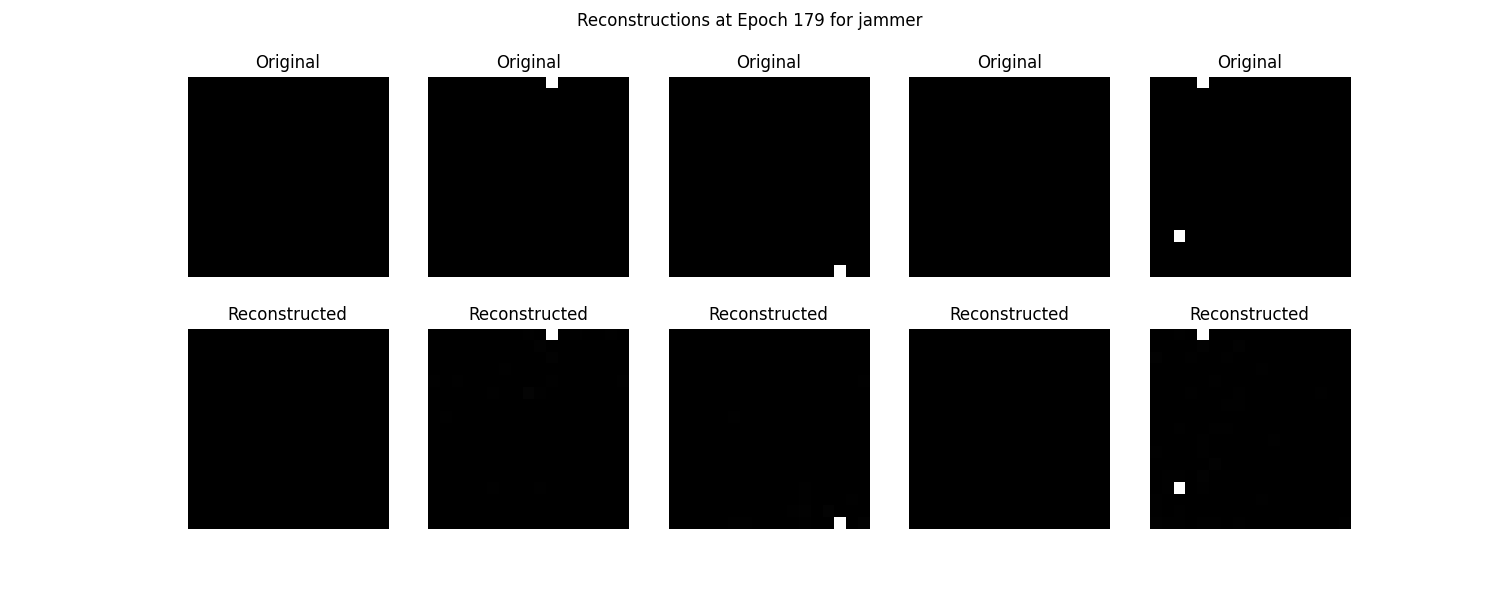 Reconstructions at Epoch 179 for jammer
Original Original Original Original Original
Reconstructed Reconstructed Reconstructed Reconstructed Reconstructed